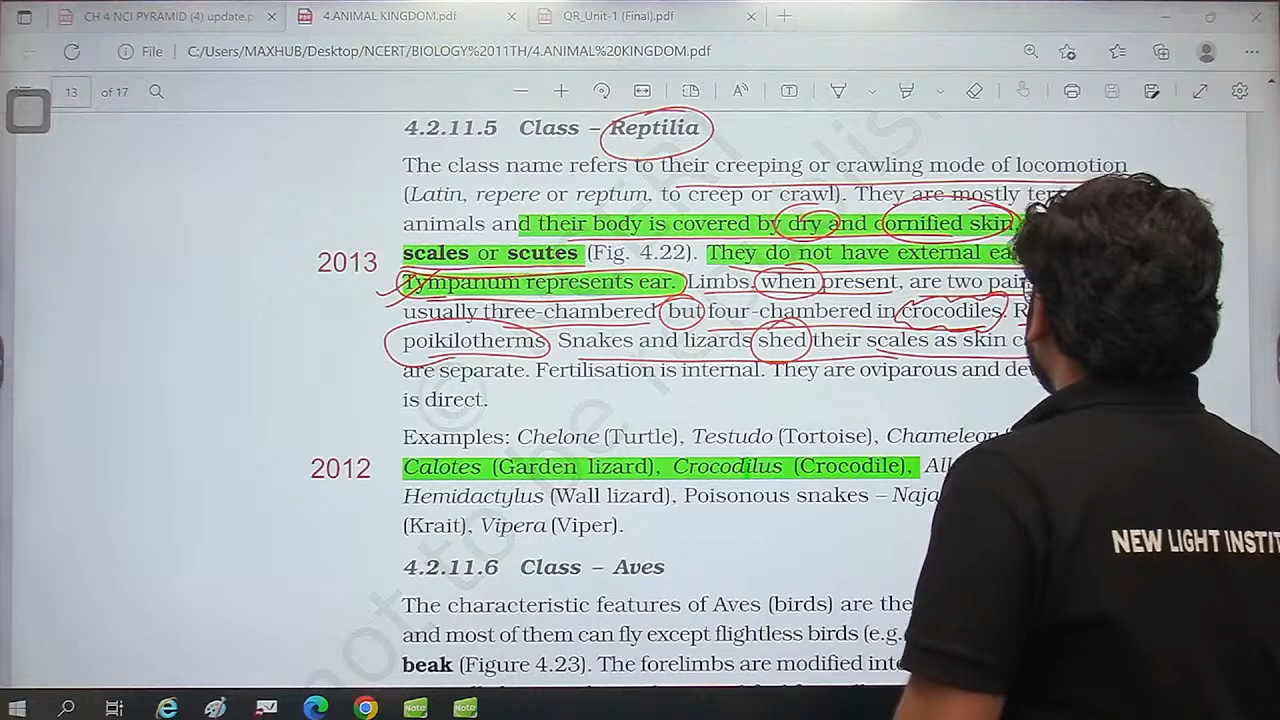 CH 4 NCI PYRAMID (4) update.p
4.ANIMAL KINGDOM.pdf
QR_Unit-1 (Final).pdf
File
C:/Users/MAXHUB/Desktop/NCERT/BIOLOGY%2011TH/4.ANIMAL%20KINGDOM.pdf
13 of 17
4.2.11.5 Class – Reptilia
The class name refers to their creeping or crawling mode of locomotion
(Latin, repere or reptum, to creep or crawl). They are mostly
animals and their body is covered by dry and cornified skin,
2013
scales or scutes (Fig. 4.22). They do not have external
Tympanum represents ear. Limbs, when present, are two
usually three-chambered but four-chambered in crocodiles.
poikilotherms. Snakes and lizards shed their scales as skin
are separate. Fertilisation is internal. They are oviparous and
is direct.
Examples: Chelone (Turtle), Testudo (Tortoise), Chameleon
2012
Calotes (Garden lizard), Crocodilus (Crocodile),
Hemidactylus (Wall lizard), Poisonous snakes – Naja
(Krait), Vipera (Viper).
4.2.11.6 Class – Aves
The characteristic features of Aves (birds) are the
and most of them can fly except flightless birds (e.g.,
beak (Figure 4.23). The forelimbs are modified
NEW LIGHT INSTI
Note
Note